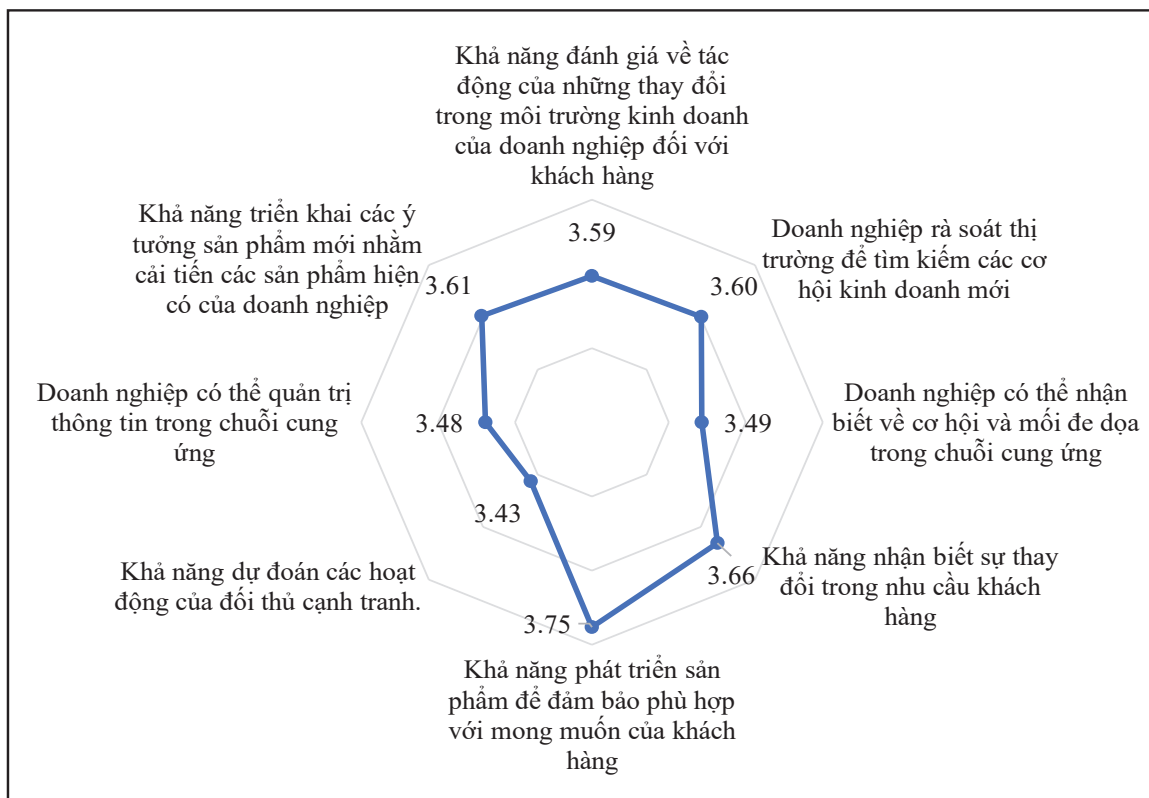 Khả năng đánh giá về tác
động của những thay đổi
trong môi trường kinh doanh
của doanh nghiệp đối với
khách hàng
3.59
Doanh nghiệp rà soát thị
trường để tìm kiếm các cơ
hội kinh doanh mới
3.60
Doanh nghiệp có thể nhận
biết về cơ hội và mối đe dọa
trong chuỗi cung ứng
3.49
Khả năng nhận biết sự thay
đổi trong nhu cầu khách
hàng
3.66
Khả năng phát triển sản
phẩm để đảm bảo phù hợp
với mong muốn của khách
hàng
3.75
Khả năng dự đoán các hoạt
động của đối thủ cạnh tranh.
3.43
Doanh nghiệp có thể quản trị
thông tin trong chuỗi cung
ứng
3.48
Khả năng triển khai các ý
tưởng sản phẩm mới nhằm
cải tiến các sản phẩm hiện
có của doanh nghiệp
3.61